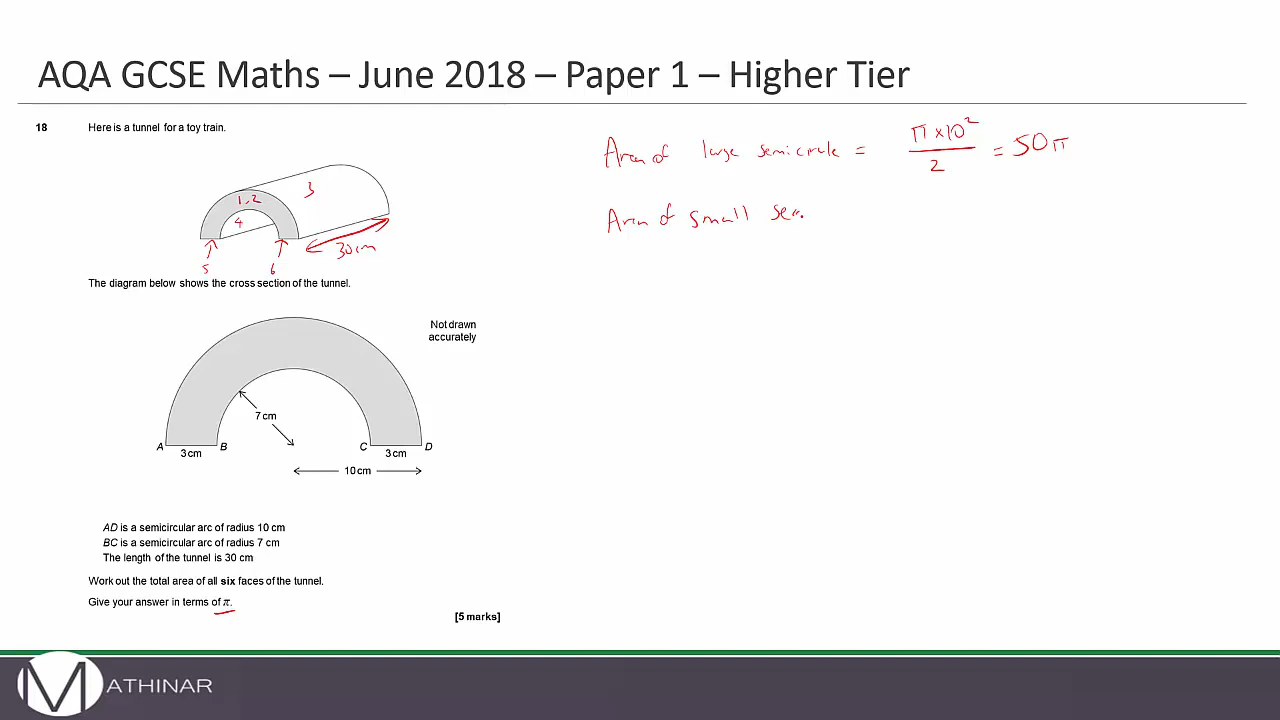 AQA GCSE Maths – June 2018 – Paper 1 – Higher Tier
18 Here is a tunnel for a toy train.
1,2
3
4
5
6
30cm
The diagram below shows the cross section of the tunnel.
Not drawn
accurately
7 cm
A
B
C
D
3 cm
3 cm
10 cm
AD is a semicircular arc of radius 10 cm
BC is a semicircular arc of radius 7 cm
The length of the tunnel is 30 cm
Work out the total area of all six faces of the tunnel.
Give your answer in terms of π.
[5 marks]
Area of large semicircle = π×10² / 2 = 50π
Area of small
MATHINAR